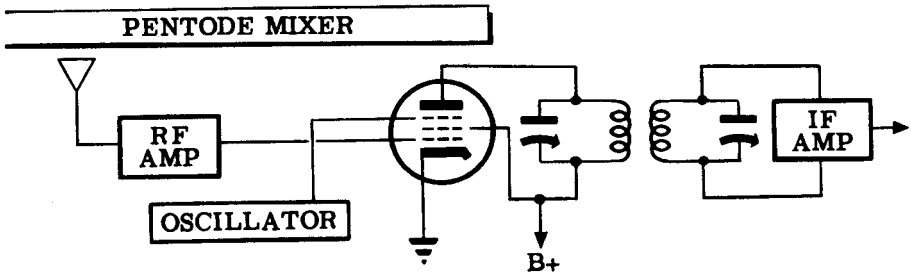 PENTODE MIXER
RF
AMP
OSCILLATOR
IF
AMP
B+